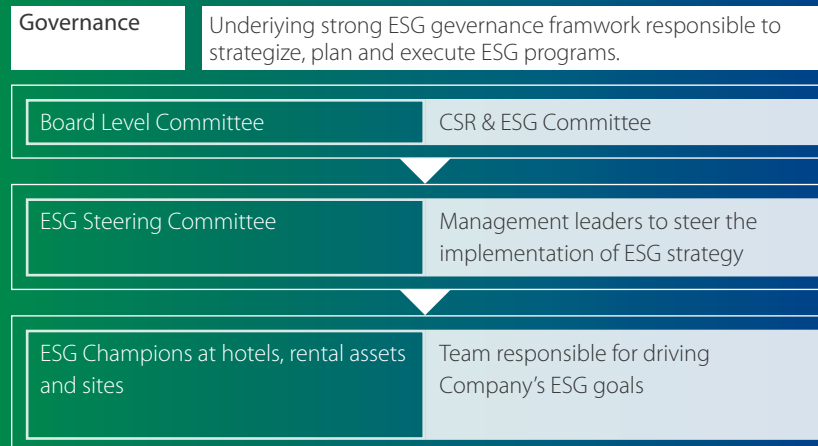 Governance
Underiying strong ESG gevernance framwork responsible to
strategize, plan and execute ESG programs.
Board Level Committee
CSR & ESG Committee
ESG Steering Committee
Management leaders to steer the
implementation of ESG strategy
ESG Champions at hotels, rental assets
and sites
Team responsible for driving
Company’s ESG goals